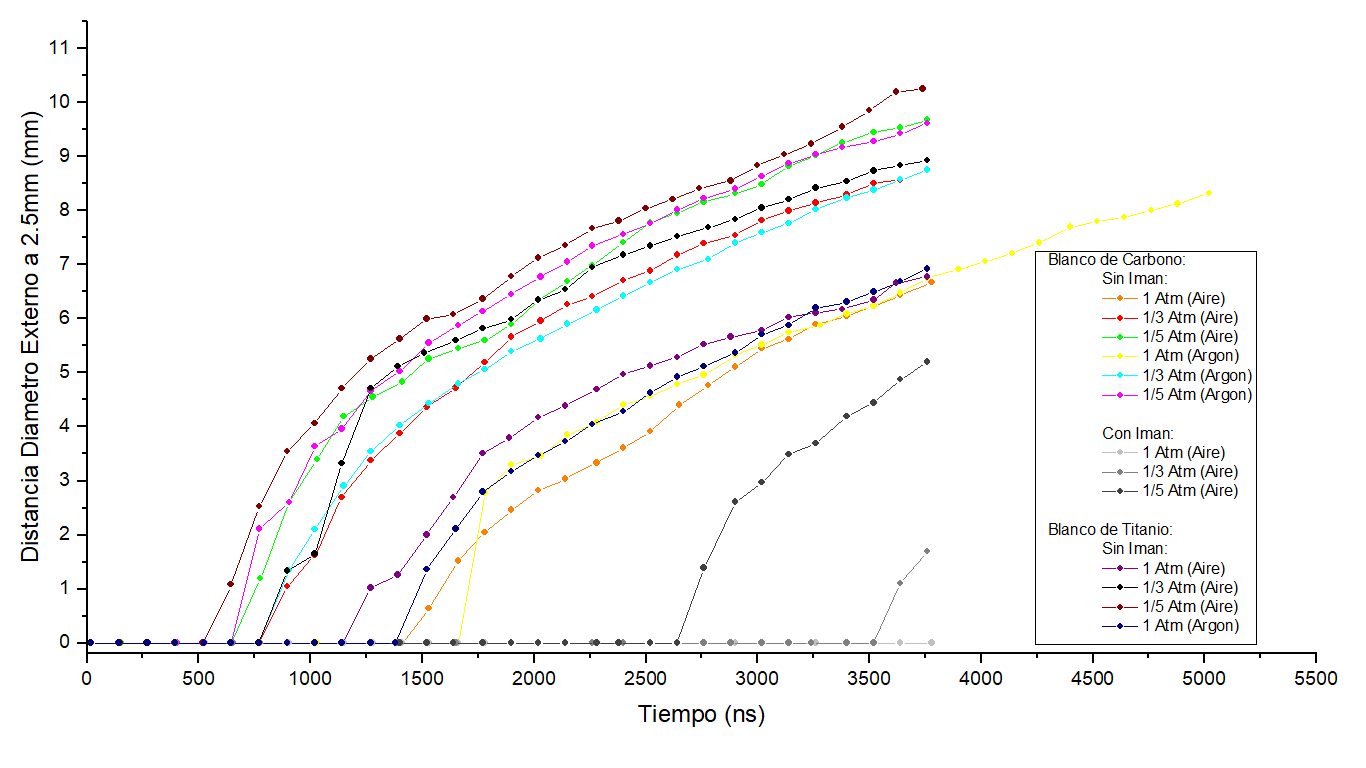 11
10
9
8
7
6
5
4
3
2
1
0
Distancia Diametro Externo a 2.5mm (mm)
0 500 1000 1500 2000 2500 3000 3500 4000 4500 5000 5500
Tiempo (ns)
Blanco de Carbono:
Sin Iman:
1 Atm (Aire)
1/3 Atm (Aire)
1/5 Atm (Aire)
1 Atm (Argon)
1/3 Atm (Argon)
1/5 Atm (Argon)
Con Iman:
1 Atm (Aire)
1/3 Atm (Aire)
1/5 Atm (Aire)
Blanco de Titanio:
Sin Iman:
1 Atm (Aire)
1/3 Atm (Aire)
1/5 Atm (Aire)
1 Atm (Argon)